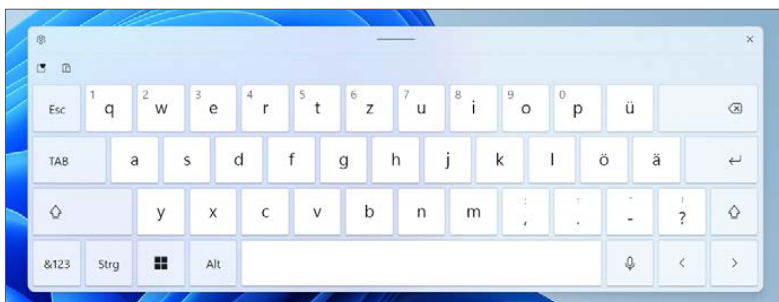 Esc 1 q 2 w 3 e 4 r 5 t 6 z 7 u 8 i 9 o 0 p ü
TAB a s d f g h j k l ö ä
y x c v b n m ; , : . - ! ?
&123 Strg Alt